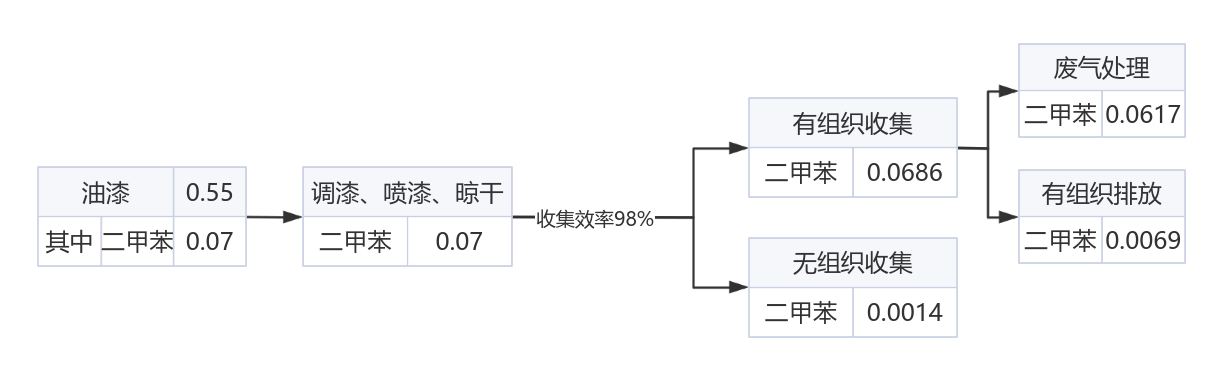 油漆 0.55
其中 二甲苯 0.07
调漆、喷漆、晾干
二甲苯 0.07
收集效率98%
有组织收集
二甲苯 0.0686
无组织收集
二甲苯 0.0014
废气处理
二甲苯 0.0617
有组织排放
二甲苯 0.0069